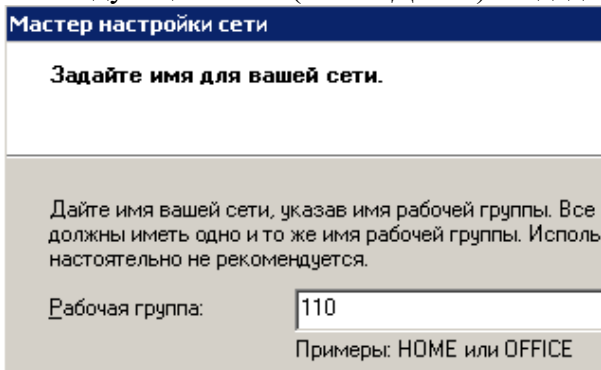 Мастер настройки сети
Задайте имя для вашей сети.
Дайте имя вашей сети, указав имя рабочей группы. Все
должны иметь одно и то же имя рабочей группы. Исполь
настоятельно не рекомендуется.
Рабочая группа: 110
Примеры: HOME или OFFICE